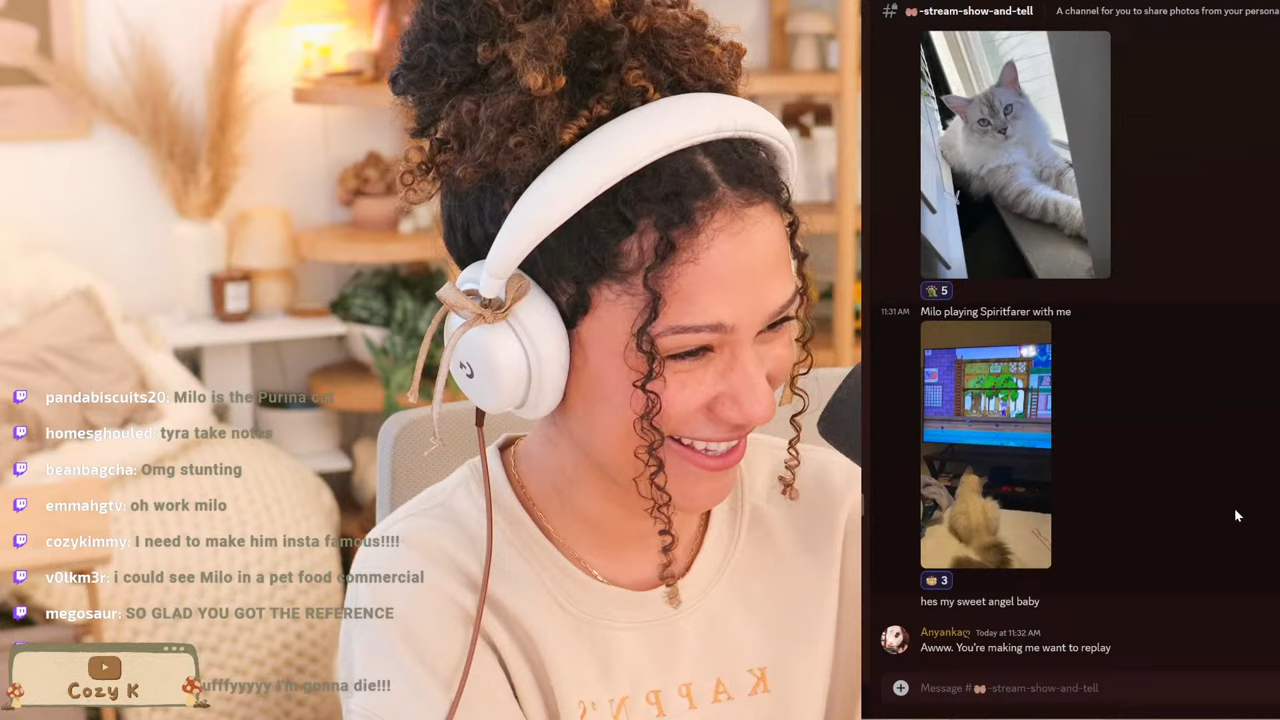 pandabiscuits20: Milo is the Purina cat
homesghouled: tyra take notes
beanbagcha: Omg stunting
emmahgtv: oh work milo
cozykimmy: I need to make him insta famous!!!!
v0lkm3r: i could see Milo in a pet food commercial
megosaur: SO GLAD YOU GOT THE REFERENCE
ufffyyyyy I'm gonna die!!!
Cozy K
KAPPN'S
-stream-show-and-tell
A channel for you to share photos from your persona
5
11:31 AM Milo playing Spiritfarer with me
3
hes my sweet angel baby
Anyanka Today at 11:32 AM
Awww. You're making me want to replay
Message # -stream-show-and-tell